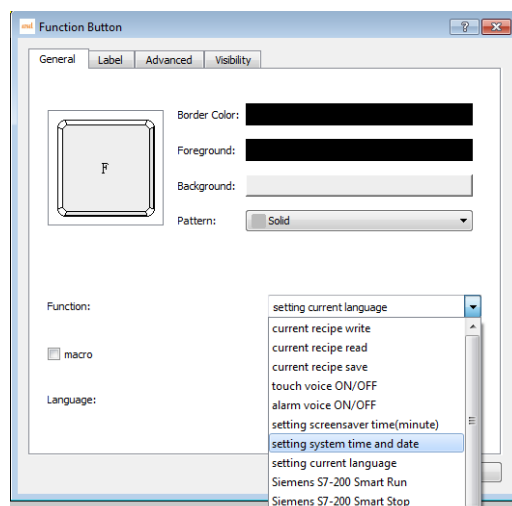 Function Button
General Label Advanced Visibility
Border Color:
F
Foreground:
Background:
Pattern: Solid
Function: setting current language
current recipe write
current recipe read
macro
current recipe save
touch voice ON/OFF
Language:
alarm voice ON/OFF
setting screensaver time(minute)
setting system time and date
setting current language
Siemens S7-200 Smart Run
Siemens S7-200 Smart Stop